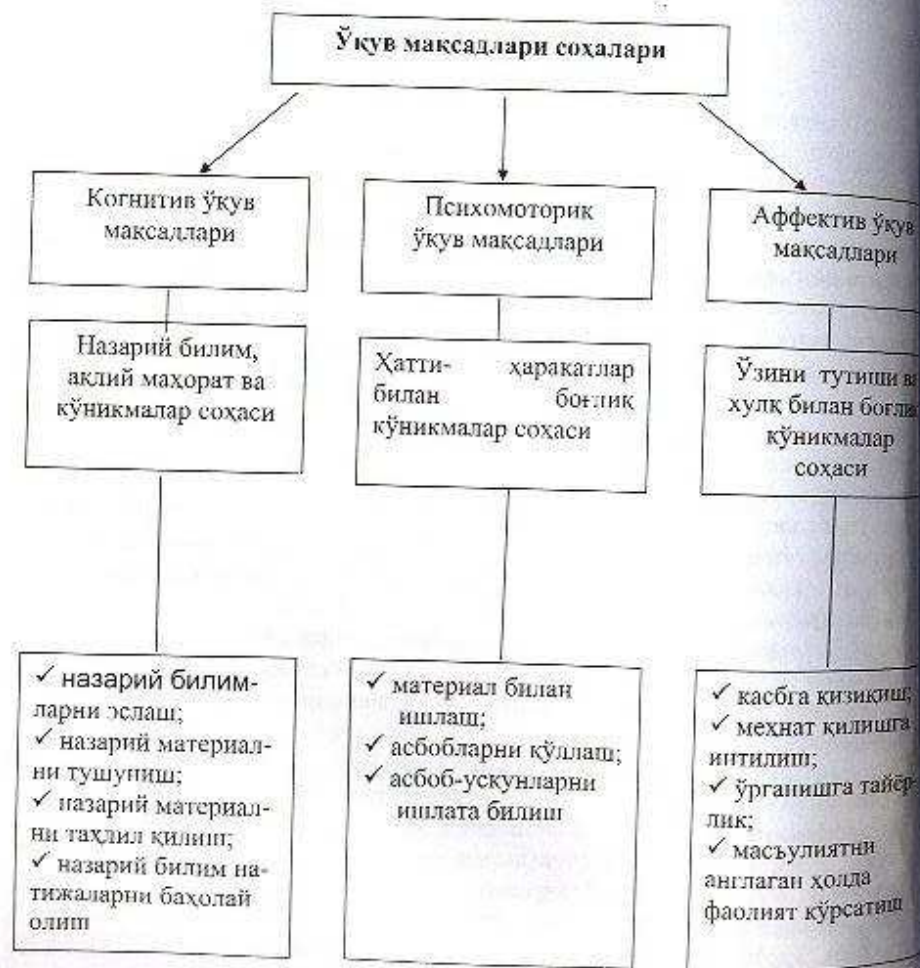 Ўқув мақсадлари соҳалари
Когнитив ўқув
мақсадлари
Психомоторик
ўқув мақсадлари
Аффектив ўқув
мақсадлари
Назарий билим,
ақлий маҳорат ва
кўникмалар соҳаси
Ҳатти- ҳаракатлар
билан боғлиқ
кўникмалар соҳаси
Ўзини тутиши ва
хулқ билан
кўникмалар
соҳаси
✓ назарий билим-
ларни эслаш;
✓ назарий материал-
ни тушуниш;
✓ назарий материал-
ни таҳлил қилиш;
✓ назарий билим на-
тижаларни баҳолай
олиш
✓ материал билан
ишлаш;
✓ асбобларни қўллаш;
✓ асбоб-ускунларни
ишлата билиш
✓ касбга қизиқиш;
✓ меҳнат қилишга
интилиш;
✓ ўрганишга тайёр-
лик;
✓ масъулиятни
англаган ҳолда
фаолият кўрсатиш